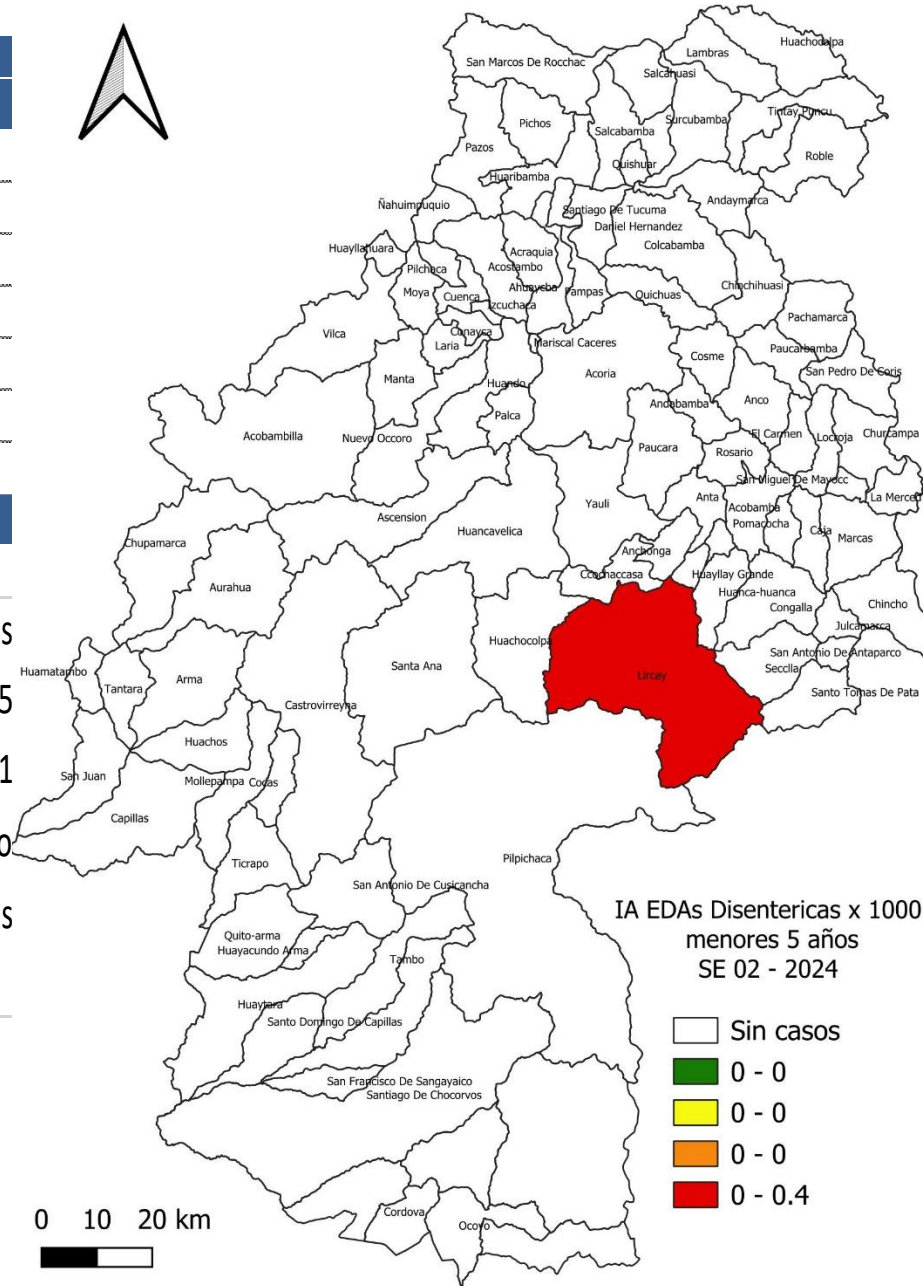 Huachocolpa
Lambras
San Marcos De Rocchac
Salcahuasi
Tintay Puncu
Pichos
Surcubamba
Salcabamba
Pazos
Roble
Quishuar
Huaribamba
Andaymarca
Ñahuimpuquio
Santiago De Tucuma
Daniel Hernandez
Colcabamba
Huayllahuara
Acraquia
Pilchaca
Acostambo
Chinchihuasi
Ahuaycha
Moya
Cuenca
Pampas
Quichuas
Izcuchaca
Pachamarca
Vilca
Conayca
Laria
Mariscal Caceres
Paucarbamba
Cosme
Acoria
San Pedro De Coris
Manta
Huando
Anco
Andabamba
Palca
Acobambilla
Nuevo Occoro
El Carmen
Locroja
Churcampa
Paucara
Rosario
San Miguel De Mayocc
La Merced
Yauli
Anta
Acobamba
Ascension
Pomacocha
Huancavelica
Caja
Marcas
Chupamarca
Anchonga
Ccochaccasa
Huayllay Grande
Aurahua
Huanca-huanca
Congalla
Chincho
Julcamarca
Huachocolpa
San Antonio De Antaparco
Santa Ana
Secclla
Huamatambo
Arma
Lircay
Tantara
Santo Tomas De Pata
Castrovirreyna
Huachos
San Juan
Mollepampa
Cocas
Capillas
Ticrapo
Pilpichaca
San Antonio De Cusicancha
Quito-arma
Huayacundo Arma
Tambo
Huaytara
Santo Domingo De Capillas
San Francisco De Sangayaico
Santiago De Chocorvos
Cordova
Ocoyo
s
5
1
o
s
IA EDAs Disentericas x 1000
menores 5 años
SE 02 - 2024
Sin casos
0 - 0
0 - 0
0 - 0
0 - 0.4
0 10 20 km